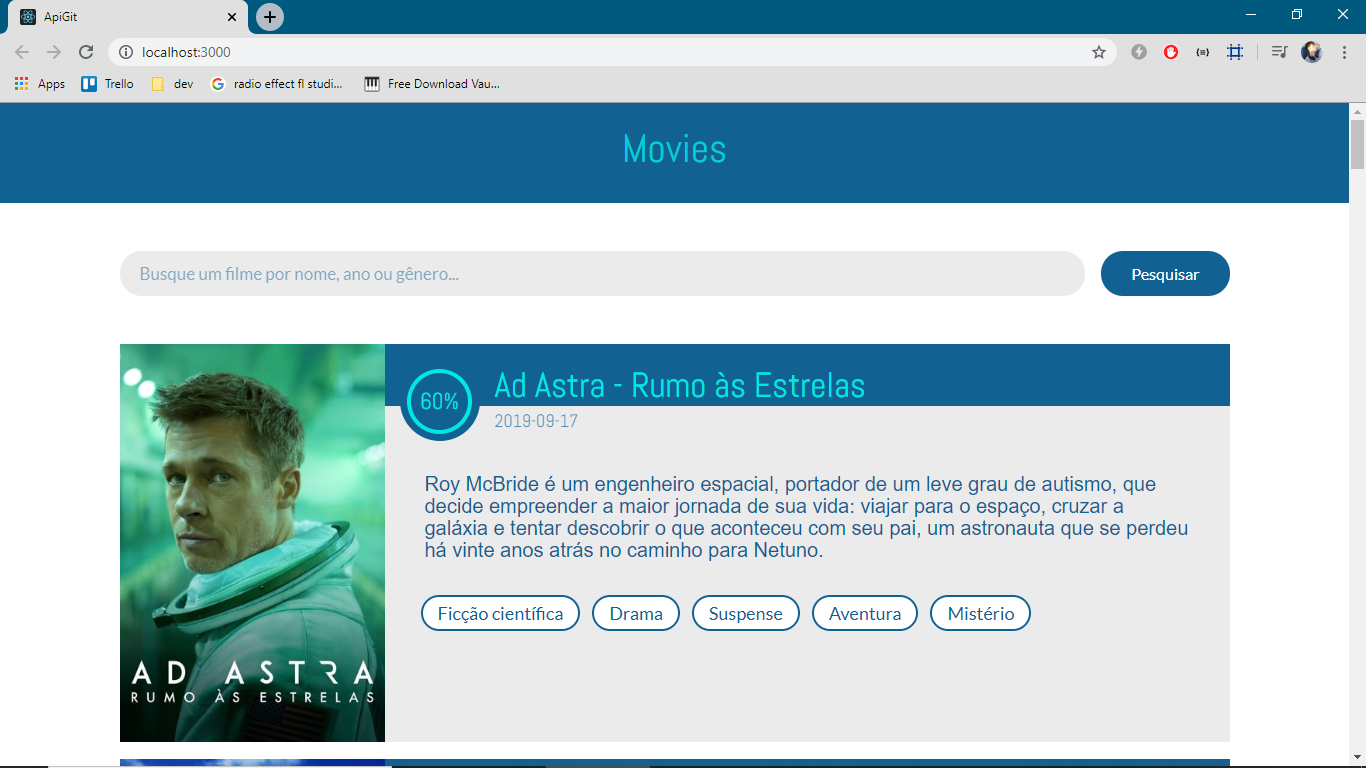 ApiGit
localhost:3000
Apps
Trello
dev
radio effect fl studi...
Free Download Vau...
Movies
Busque um filme por nome, ano ou gênero...
Pesquisar
60%
Ad Astra - Rumo às Estrelas
2019-09-17
Roy McBride é um engenheiro espacial, portador de um leve grau de autismo, que
decide empreender a maior jornada de sua vida: viajar para o espaço, cruzar a
galáxia e tentar descobrir o que aconteceu com seu pai, um astronauta que se perdeu
há vinte anos atrás no caminho para Netuno.
Ficção científica
Drama
Suspense
Aventura
Mistério
AD ASTRA
RUMO ÀS ESTRELAS